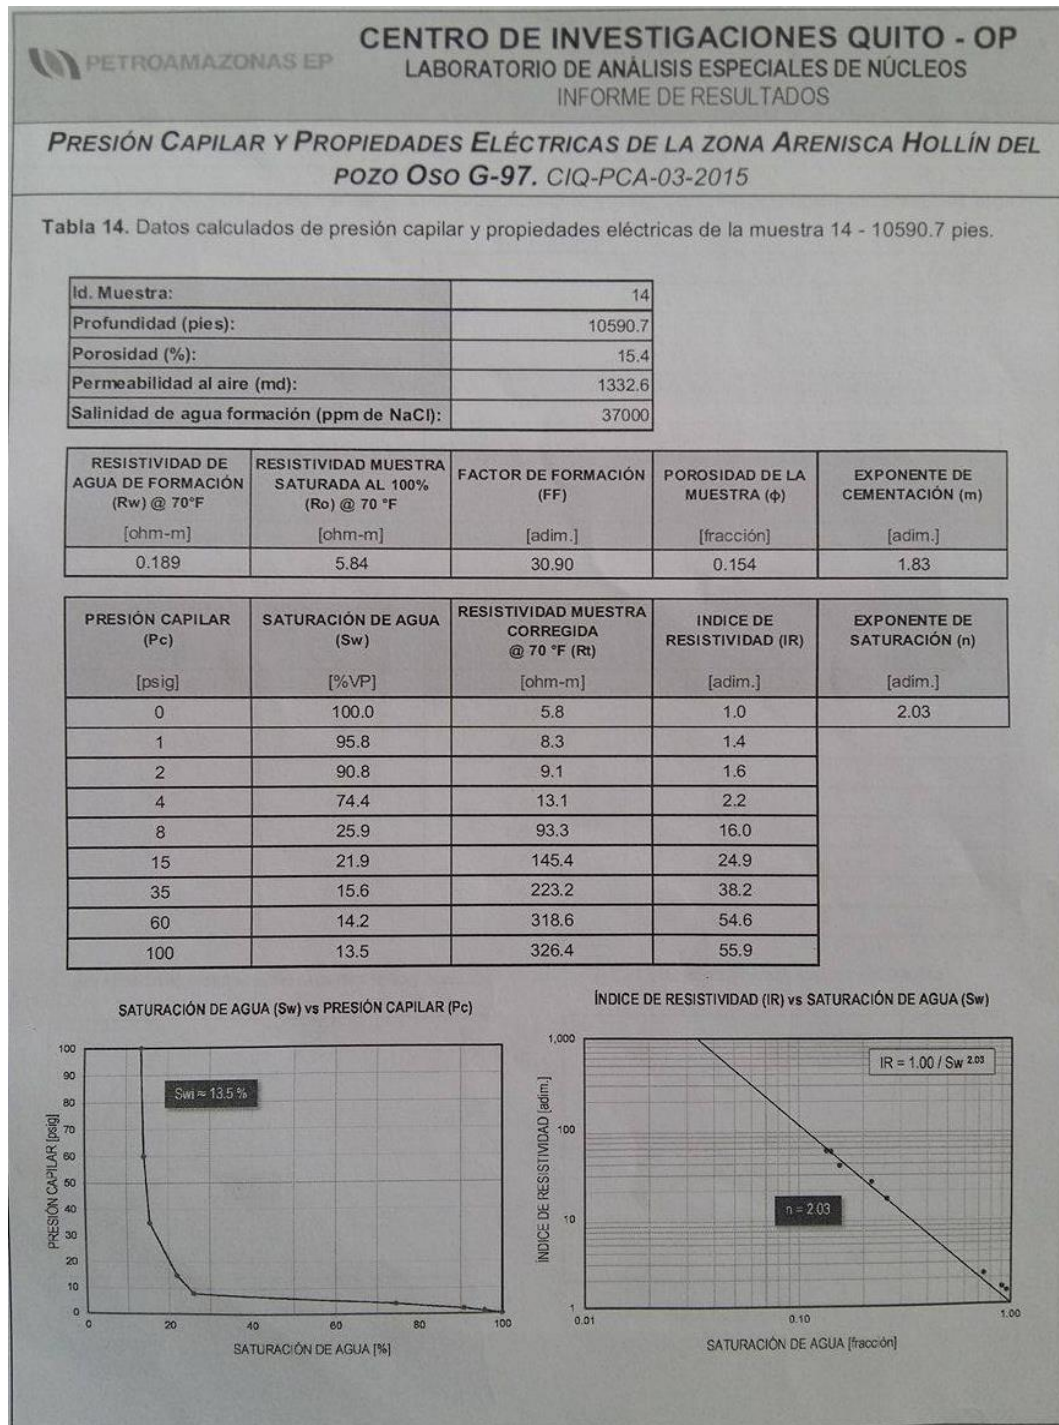 PETROAMAZONAS EP
CENTRO DE INVESTIGACIONES QUITO - OP
LABORATORIO DE ANÁLISIS ESPECIALES DE NÚCLEOS
INFORME DE RESULTADOS
PRESIÓN CAPILAR Y PROPIEDADES ELÉCTRICAS DE LA ZONA ARENISCA HOLLÍN DEL
POZO OSO G-97. CIQ-PCA-03-2015
Tabla 14. Datos calculados de presión capilar y propiedades eléctricas de la muestra 14 - 10590.7 pies.
Id. Muestra: 14
Profundidad (pies): 10590.7
Porosidad (%): 15.4
Permeabilidad al aire (md): 1332.6
Salinidad de agua formación (ppm de NaCl): 37000
RESISTIVIDAD DE AGUA DE FORMACIÓN (Rw) @ 70°F [ohm-m]
RESISTIVIDAD MUESTRA SATURADA AL 100% (Ro) @ 70 °F [ohm-m]
FACTOR DE FORMACIÓN (FF) [adim.]
POROSIDAD DE LA MUESTRA (ϕ) [fracción]
EXPONENTE DE CEMENTACIÓN (m) [adim.]
0.189 5.84 30.90 0.154 1.83
PRESIÓN CAPILAR (Pc) [psig]
SATURACIÓN DE AGUA (Sw) [%VP]
RESISTIVIDAD MUESTRA CORREGIDA @ 70 °F (Rt) [ohm-m]
INDICE DE RESISTIVIDAD (IR) [adim.]
EXPONENTE DE SATURACIÓN (n) [adim.]
0 100.0 5.8 1.0 2.03
1 95.8 8.3 1.4
2 90.8 9.1 1.6
4 74.4 13.1 2.2
8 25.9 93.3 16.0
15 21.9 145.4 24.9
35 15.6 223.2 38.2
60 14.2 318.6 54.6
100 13.5 326.4 55.9
SATURACIÓN DE AGUA (Sw) vs PRESIÓN CAPILAR (Pc)
PRESIÓN CAPILAR [psig]
100
90
80
70
60
50
40
30
20
10
0
Swi ≈ 13.5 %
0 20 40 60 80 100
SATURACIÓN DE AGUA [%]
ÍNDICE DE RESISTIVIDAD (IR) vs SATURACIÓN DE AGUA (Sw)
ÍNDICE DE RESISTIVIDAD [adim.]
1,000
100
10
1
IR = 1.00 / Sw 2.03
n = 2.03
0.01 0.10 1.00
SATURACIÓN DE AGUA [fracción]